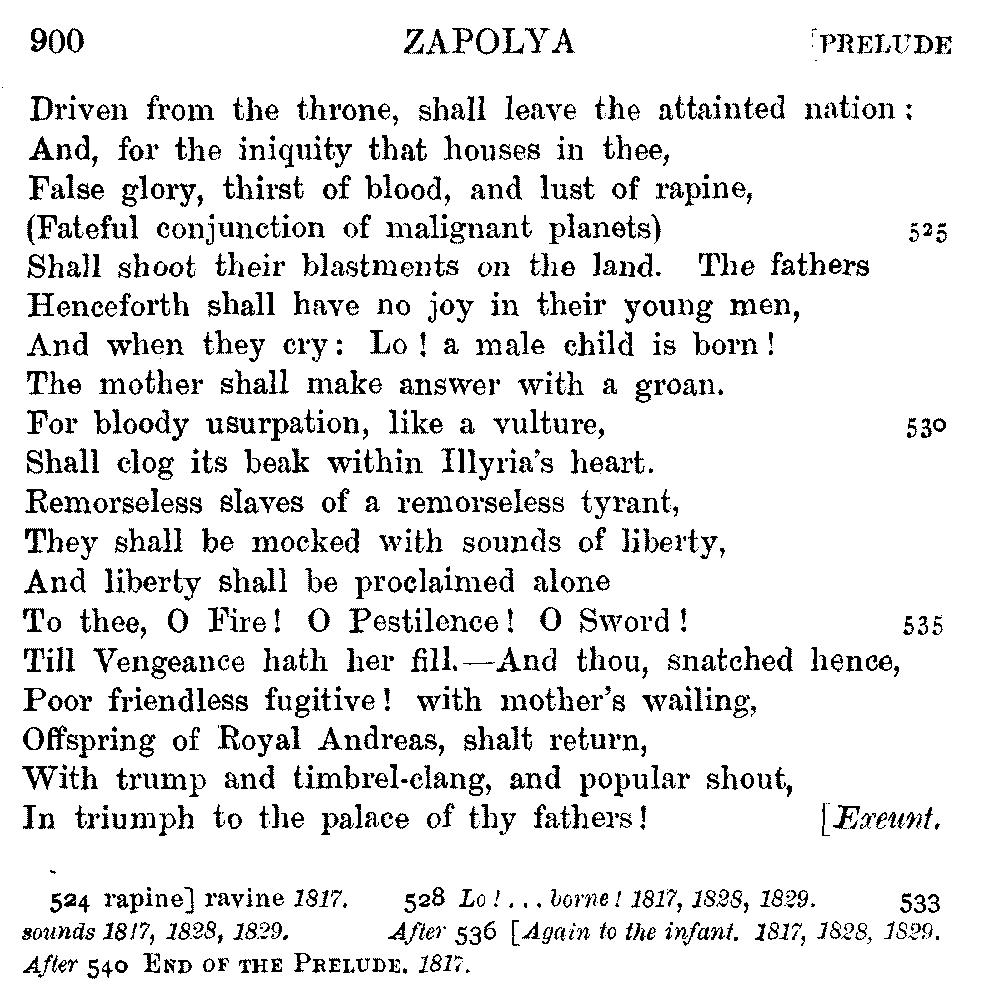 900 ZAPOLYA [PRELUDE
Driven from the throne, shall leave the attainted nation :
And, for the iniquity that houses in thee,
False glory, thirst of blood, and lust of rapine,
(Fateful conjunction of malignant planets) 525
Shall shoot their blastments on the land. The fathers
Henceforth shall have no joy in their young men,
And when they cry: Lo ! a male child is born !
The mother shall make answer with a groan.
For bloody usurpation, like a vulture, 530
Shall clog its beak within Illyria's heart.
Remorseless slaves of a remorseless tyrant,
They shall be mocked with sounds of liberty,
And liberty shall be proclaimed alone
To thee, O Fire! O Pestilence! O Sword ! 535
Till Vengeance hath her fill.—And thou, snatched hence,
Poor friendless fugitive! with mother's wailing,
Offspring of Royal Andreas, shalt return,
With trump and timbrel-clang, and popular shout,
In triumph to the palace of thy fathers! [Exeunt.
524 rapine] ravine 1817. 528 Lo! ... borne! 1817, 1828, 1829. 533
sounds 1817, 1828, 1829. After 536 [Again to the infant. 1817, 1828, 1829.
After 540 END OF THE PRELUDE. 1817.